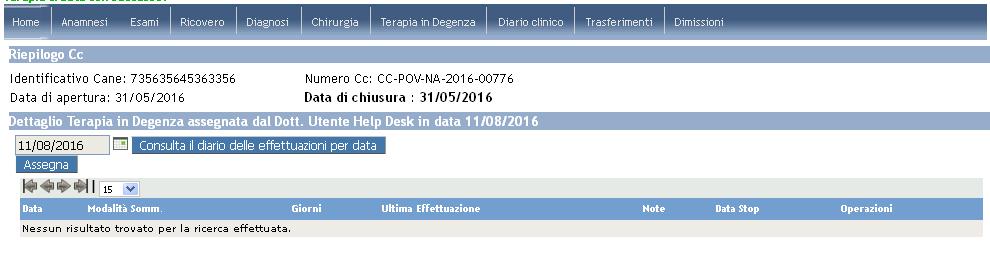 Home Anamnesi Esami Ricovero Diagnosi Chirurgia Terapia in Degenza Diario clinico Trasferimenti Dimissioni
Riepilogo Cc
Identificativo Cane: 735635645363356 Numero Cc: CC-POV-NA-2016-00776
Data di apertura: 31/05/2016 Data di chiusura : 31/05/2016
Dettaglio Terapia in Degenza assegnata dal Dott. Utente Help Desk in data 11/08/2016
11/08/2016 Consulta il diario delle effettuazioni per data
Assegna
15
Data Modalità Somm. Giorni Ultima Effettuazione Note Data Stop Operazioni
Nessun risultato trovato per la ricerca effettuata.